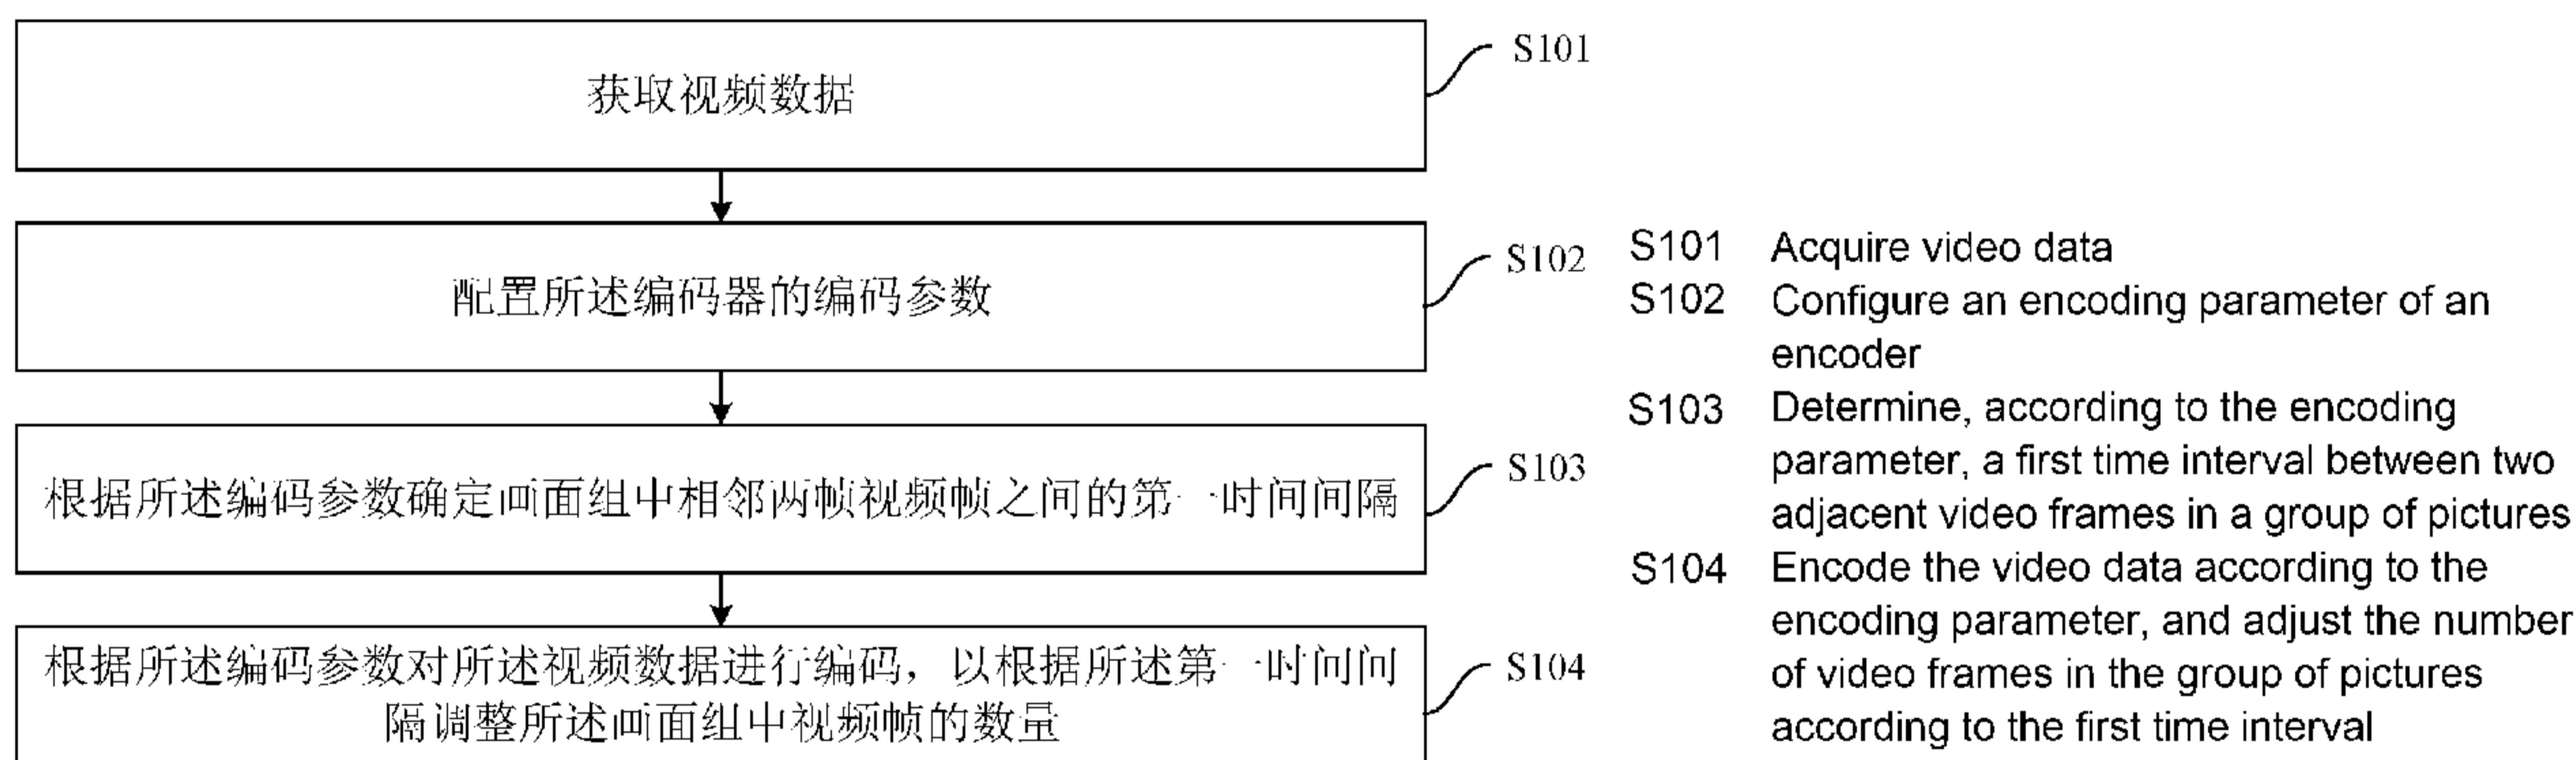 获取视频数据
S101
配置所述编码器的编码参数
S102
根据所述编码参数确定画面组中相邻两帧视频帧之间的第一时间间隔
S103
根据所述编码参数对所述视频数据进行编码，以根据所述第一时间间
隔调整所述画面组中视频帧的数量
S104
S101 Acquire video data
S102 Configure an encoding parameter of an
encoder
S103 Determine, according to the encoding
parameter, a first time interval between two
adjacent video frames in a group of pictures
S104 Encode the video data according to the
encoding parameter, and adjust the number
of video frames in the group of pictures
according to the first time interval